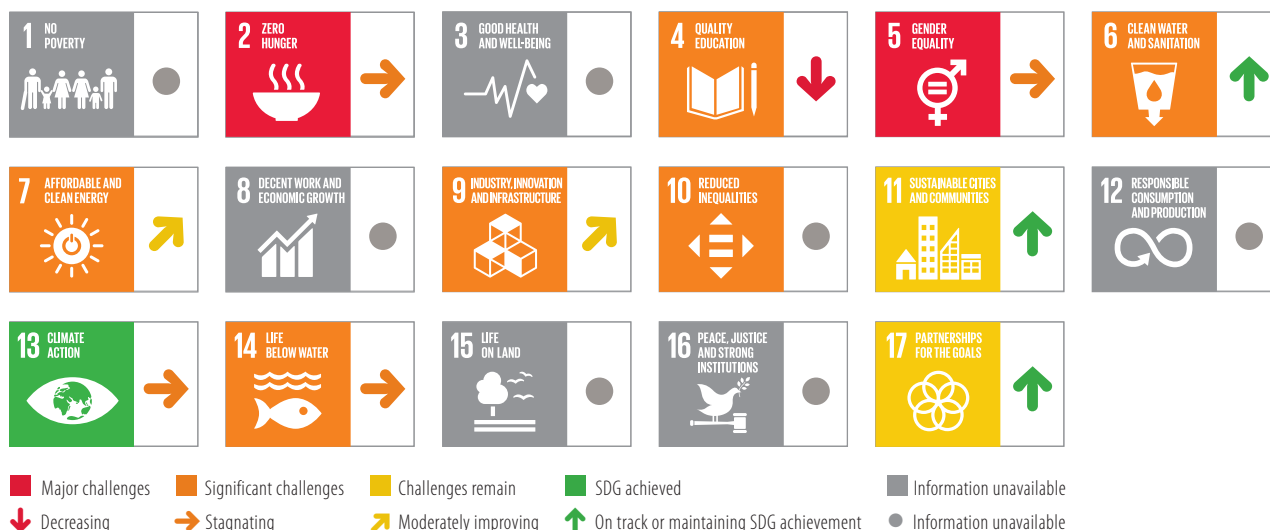 1 NO
POVERTY
2 ZERO
HUNGER
3 GOOD HEALTH
AND WELL-BEING
4 QUALITY
EDUCATION
5 GENDER
EQUALITY
6 CLEAN WATER
AND SANITATION
7 AFFORDABLE AND
CLEAN ENERGY
8 DECENT WORK AND
ECONOMIC GROWTH
9 INDUSTRY, INNOVATION
AND INFRASTRUCTURE
10 REDUCED
INEQUALITIES
11 SUSTAINABLE CITIES
AND COMMUNITIES
12 RESPONSIBLE
CONSUMPTION
AND PRODUCTION
13 CLIMATE
ACTION
14 LIFE
BELOW WATER
15 LIFE
ON LAND
16 PEACE, JUSTICE
AND STRONG
INSTITUTIONS
17 PARTNERSHIPS
FOR THE GOALS
Major challenges
Significant challenges
Challenges remain
SDG achieved
Information unavailable
Decreasing
Stagnating
Moderately improving
On track or maintaining SDG achievement
Information unavailable